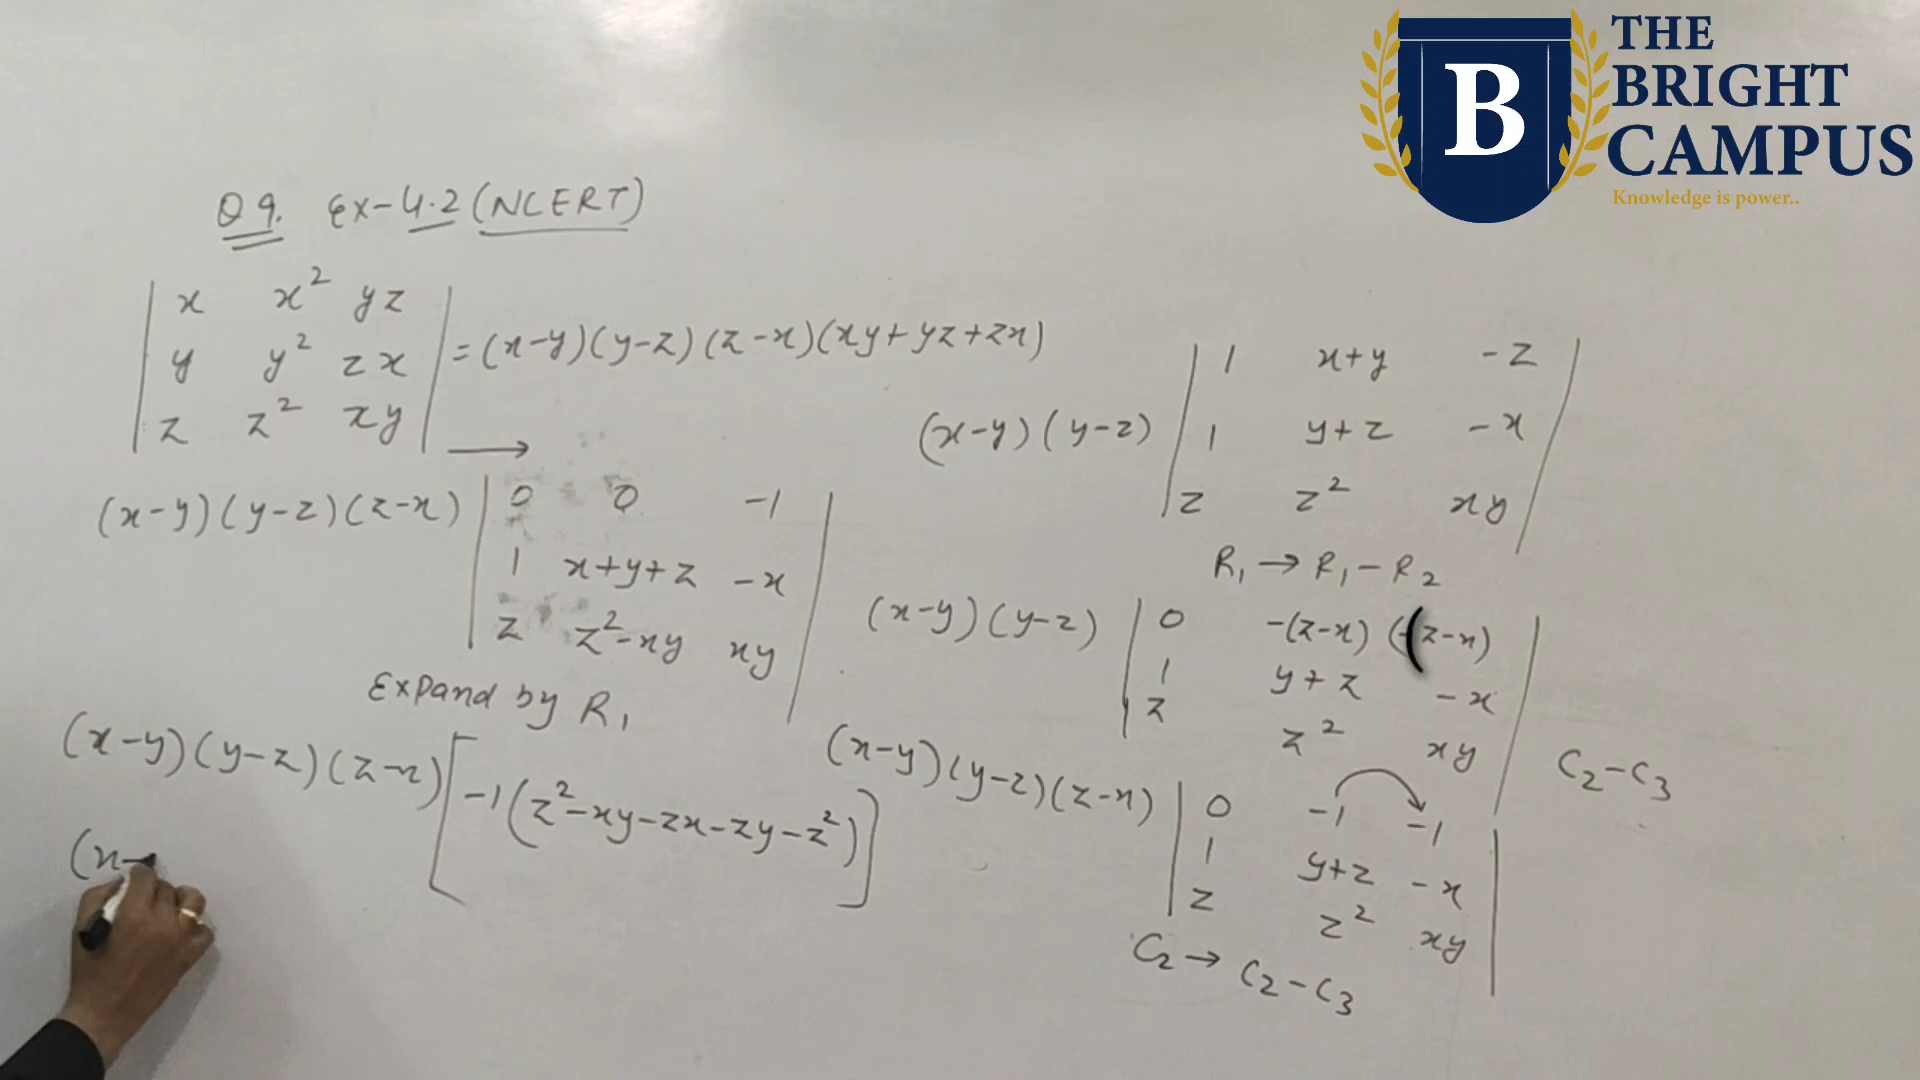 THE
BRIGHT
CAMPUS
Knowledge is power..
B
Q 9. Ex-4.2 (NCERT)
| x x² yz |
| y y² zx | = (x-y)(y-z)(z-x)(xy+yz+zx)
| z z² xy |
→
| 1 x+y -z |
(x-y)(y-z) | 1 y+z -x |
| z z² xy |
R₁ → R₁ - R₂
(x-y)(y-z) | 0 -(z-x) (z-x) |
| 1 y+z -x |
| z z² xy |
C₂-C₃
(x-y)(y-z)(z-x) | 0 -1 -1 |
| 1 y+z -x |
| z z² xy |
C₂ → C₂-C₃
(x-y)(y-z)(z-x) | 0 0 -1 |
| 1 x+y+z -x |
| z z²-xy xy |
Expand by R₁
(x-y)(y-z)(z-x) [-1(z²-xy-zx-zy-z²)]
(x-